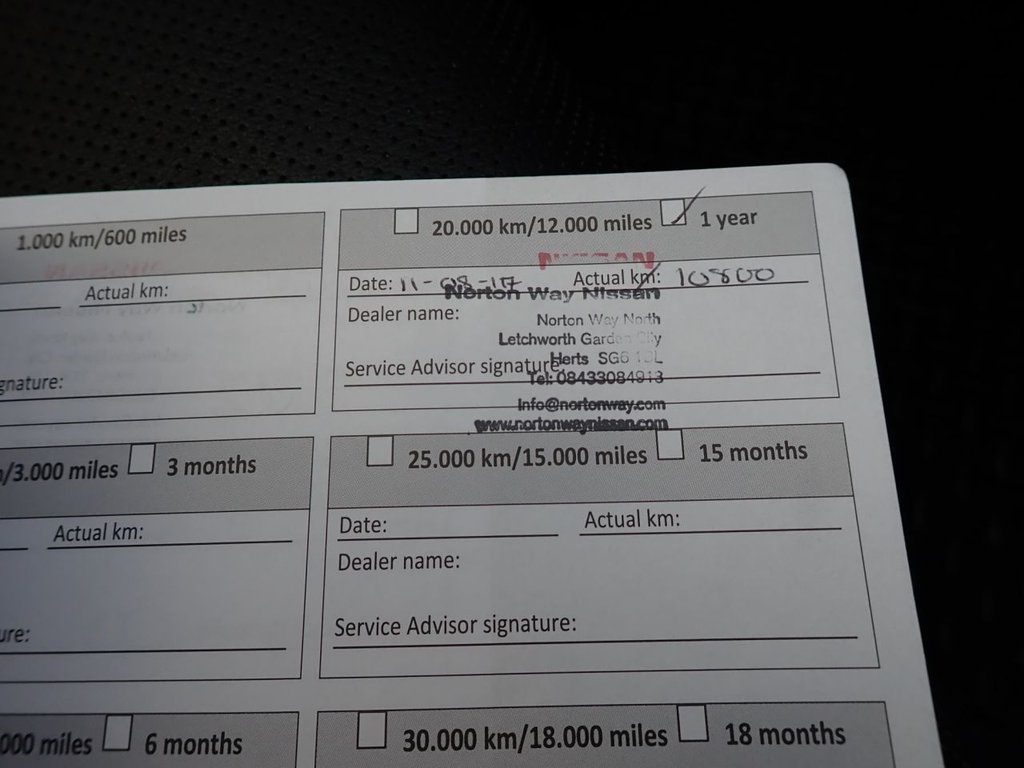 1.000 km/600 miles
Actual km:
gnature:
20.000 km/12.000 miles 1 year
NISSAN
Date: 11-08-17 Actual km: 10800
Norton Way Nissan
Dealer name:
Norton Way North
Letchworth Garden City
Herts SG6
Service Advisor signature:
Tel: 08433084913
Info@nortonway.com
www.nortonwaynissan.com
/3.000 miles 3 months
Actual km:
ure:
25.000 km/15.000 miles 15 months
Date: Actual km:
Dealer name:
Service Advisor signature:
000 miles 6 months
30.000 km/18.000 miles 18 months